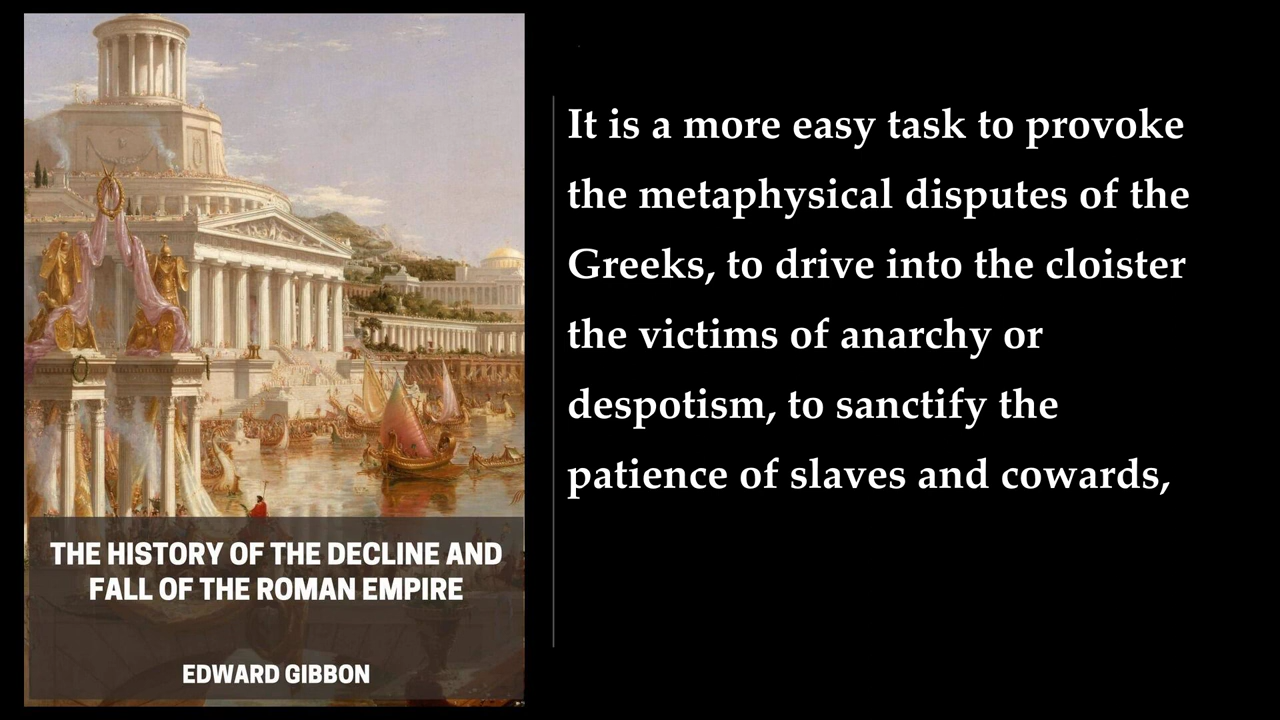 It is a more easy task to provoke
the metaphysical disputes of the
Greeks, to drive into the cloister
the victims of anarchy or
despotism, to sanctify the
patience of slaves and cowards,
THE HISTORY OF THE DECLINE AND
FALL OF THE ROMAN EMPIRE
EDWARD GIBBON